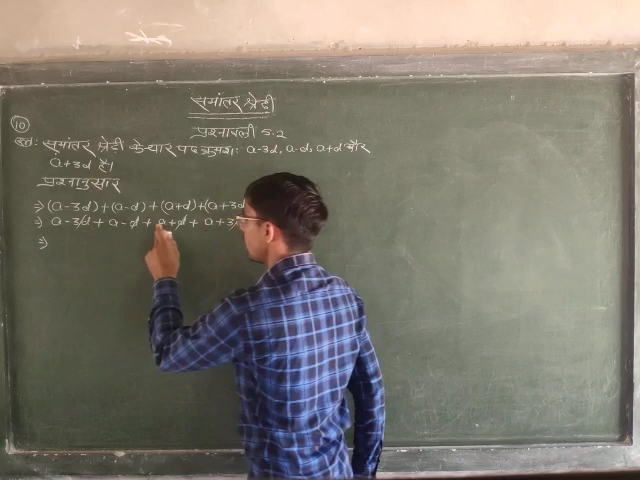 समांतर श्रेढ़ी
प्रश्नावली 5.2
10
हल: समांतर श्रेढ़ी के चार पद क्रमश: a-3d, a-d, a+d और
a+3d है।
प्रश्नानुसार
⇒ (a-3d)+(a-d)+(a+d)+(a+3d
⇒ a-3d+a-d+a+d+a+3
⇒